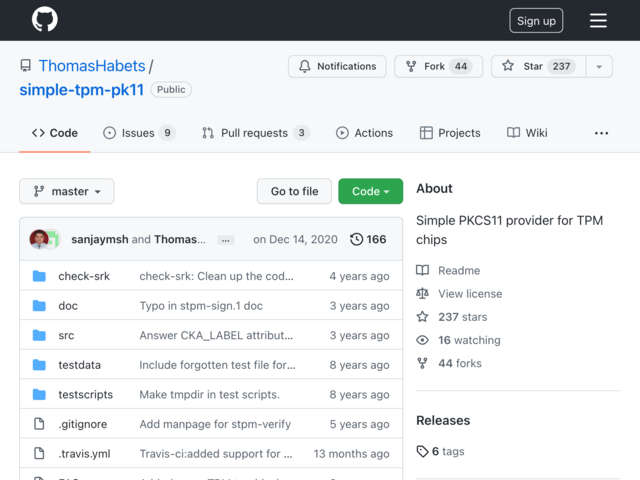 Sign up
ThomasHabets /
simple-tpm-pk11 Public
Notifications
Fork 44
Star 237
Code
Issues 9
Pull requests 3
Actions
Projects
Wiki
master
Go to file
Code
About
Simple PKCS11 provider for TPM
chips
Readme
View license
237 stars
16 watching
44 forks
Releases
6 tags
sanjaymsh and Thomas... on Dec 14, 2020 166
check-srk check-srk: Clean up the cod... 4 years ago
doc Typo in stpm-sign.1 doc 3 years ago
src Answer CKA_LABEL attribut... 3 years ago
testdata Include forgotten test file for... 8 years ago
testscripts Make tmpdir in test scripts. 8 years ago
.gitignore Add manpage for stpm-verify 5 years ago
.travis.yml Travis-ci:added support for ... 13 months ago